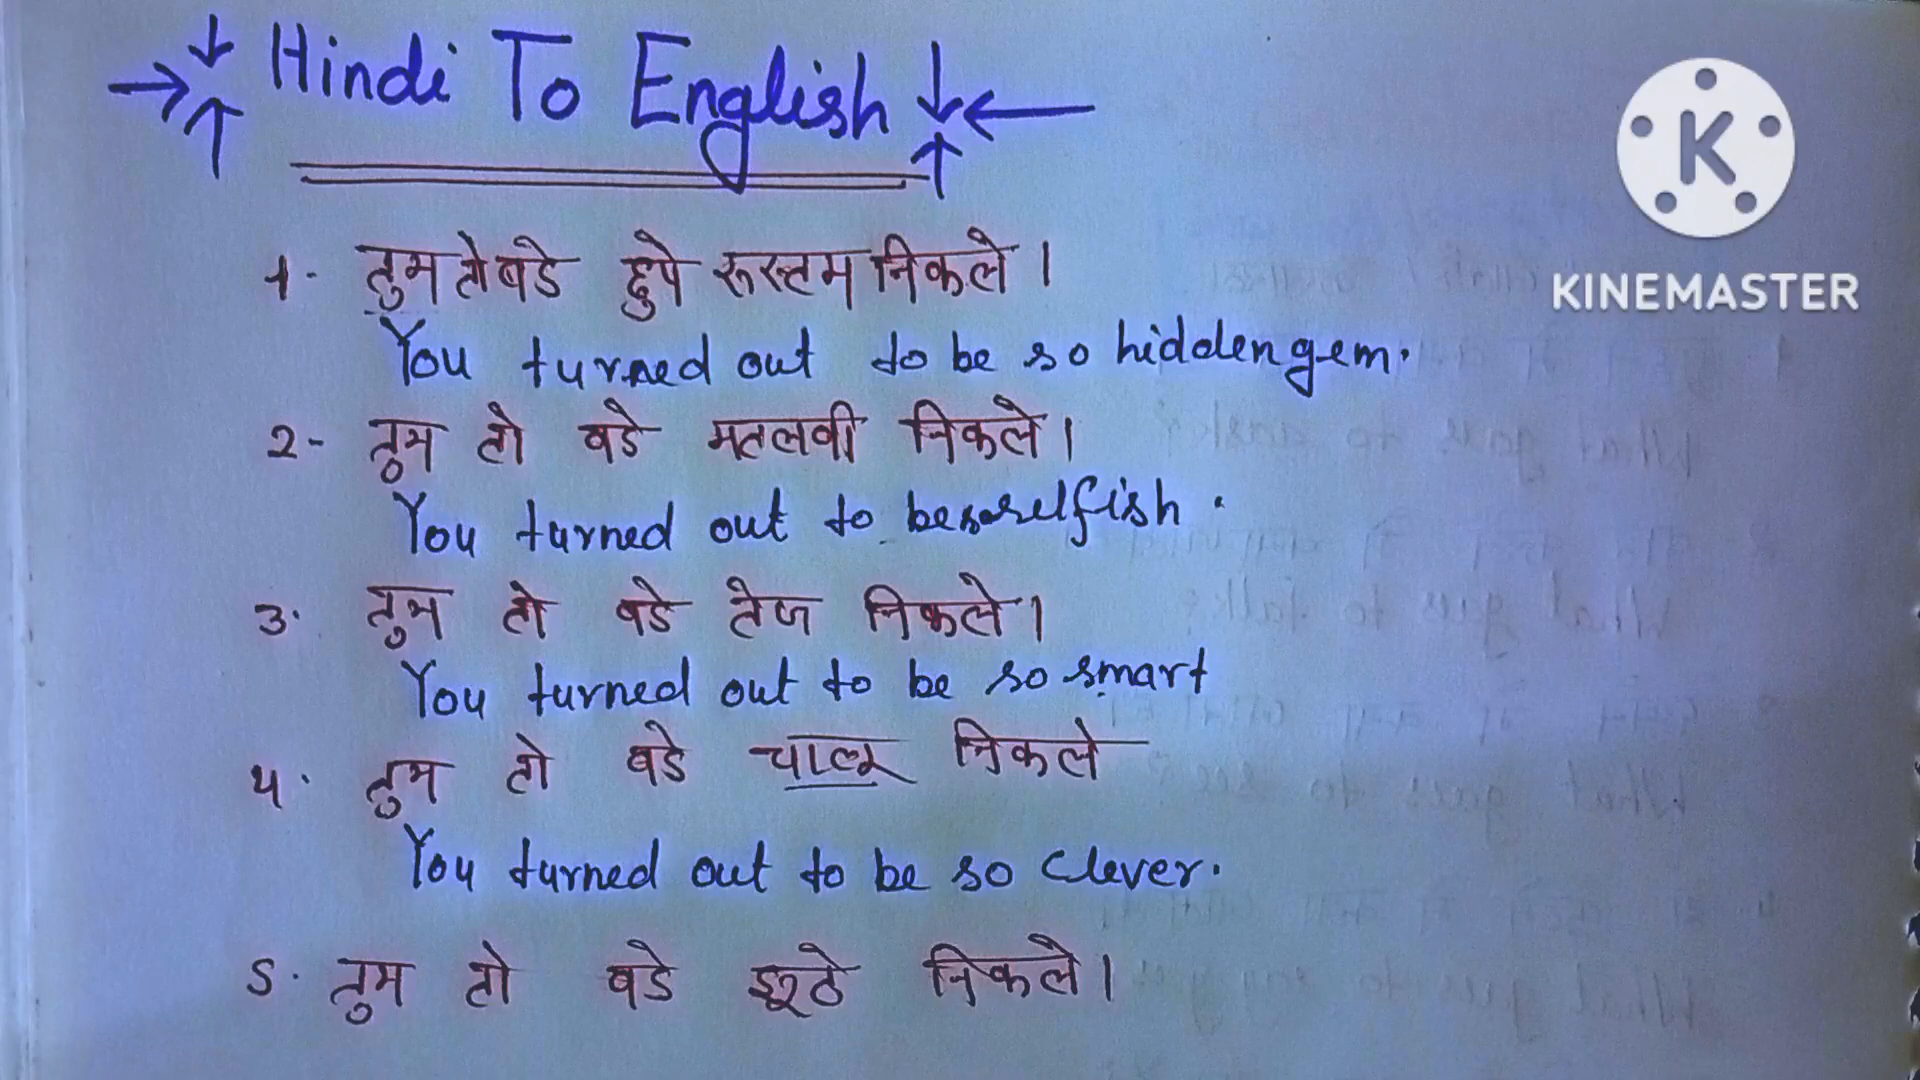 Hindi To English
1- तुम तो बडे छुपे रूस्तम निकले।
You turned out to be so hidden gem.
2- तुम तो बडे मतलवी निकले।
You turned out to be so selfish.
3. तुम तो बडे तेज निकले।
You turned out to be so smart
4. तुम तो बडे चालू निकले
You turned out to be so Clever.
5. तुम तो बडे झूठे निकले।
K
KINEMASTER